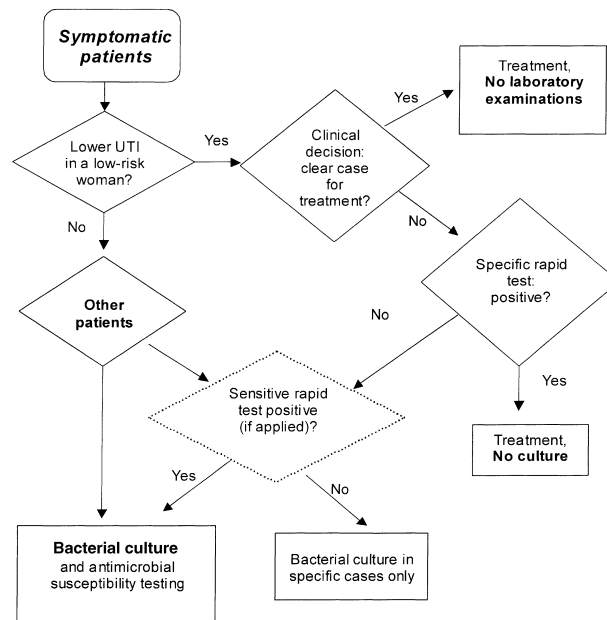 Symptomatic
patients
Treatment,
No laboratory
examinations
Yes
Yes
Clinical
decision:
clear case
for
treatment?
Lower UTI
in a low-risk
woman?
No
No
Specific rapid
test:
positive?
Other
patients
No
Sensitive rapid
test positive
(if applied)?
Yes
Treatment,
No culture
Yes
No
Bacterial culture
and antimicrobial
susceptibility testing
Bacterial culture in
specific cases only